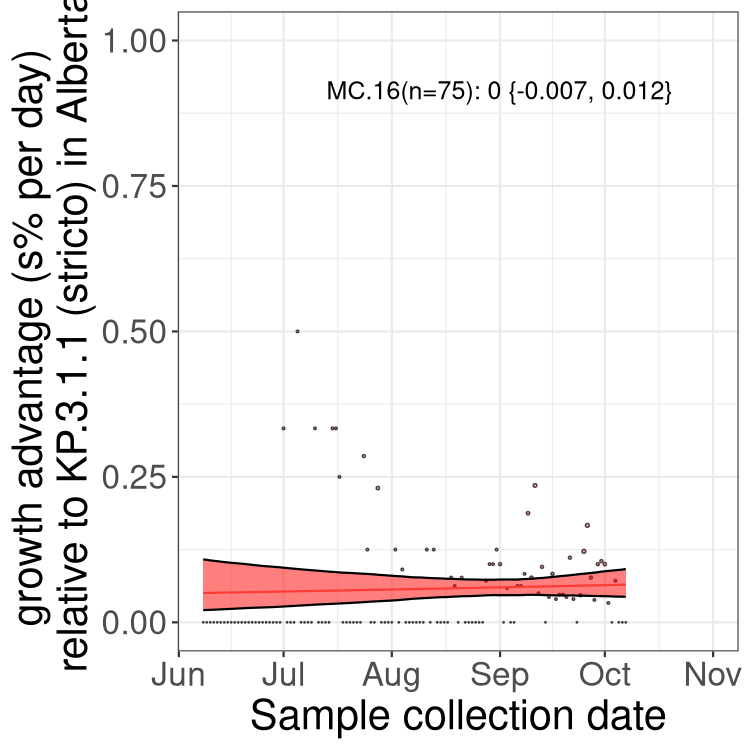 growth advantage (s% per day)
relative to KP.3.1.1 (stricto) in Alberta
1.00
0.75
0.50
0.25
0.00
MC.16(n=75): 0 {-0.007, 0.012}
Jun Jul Aug Sep Oct Nov
Sample collection date